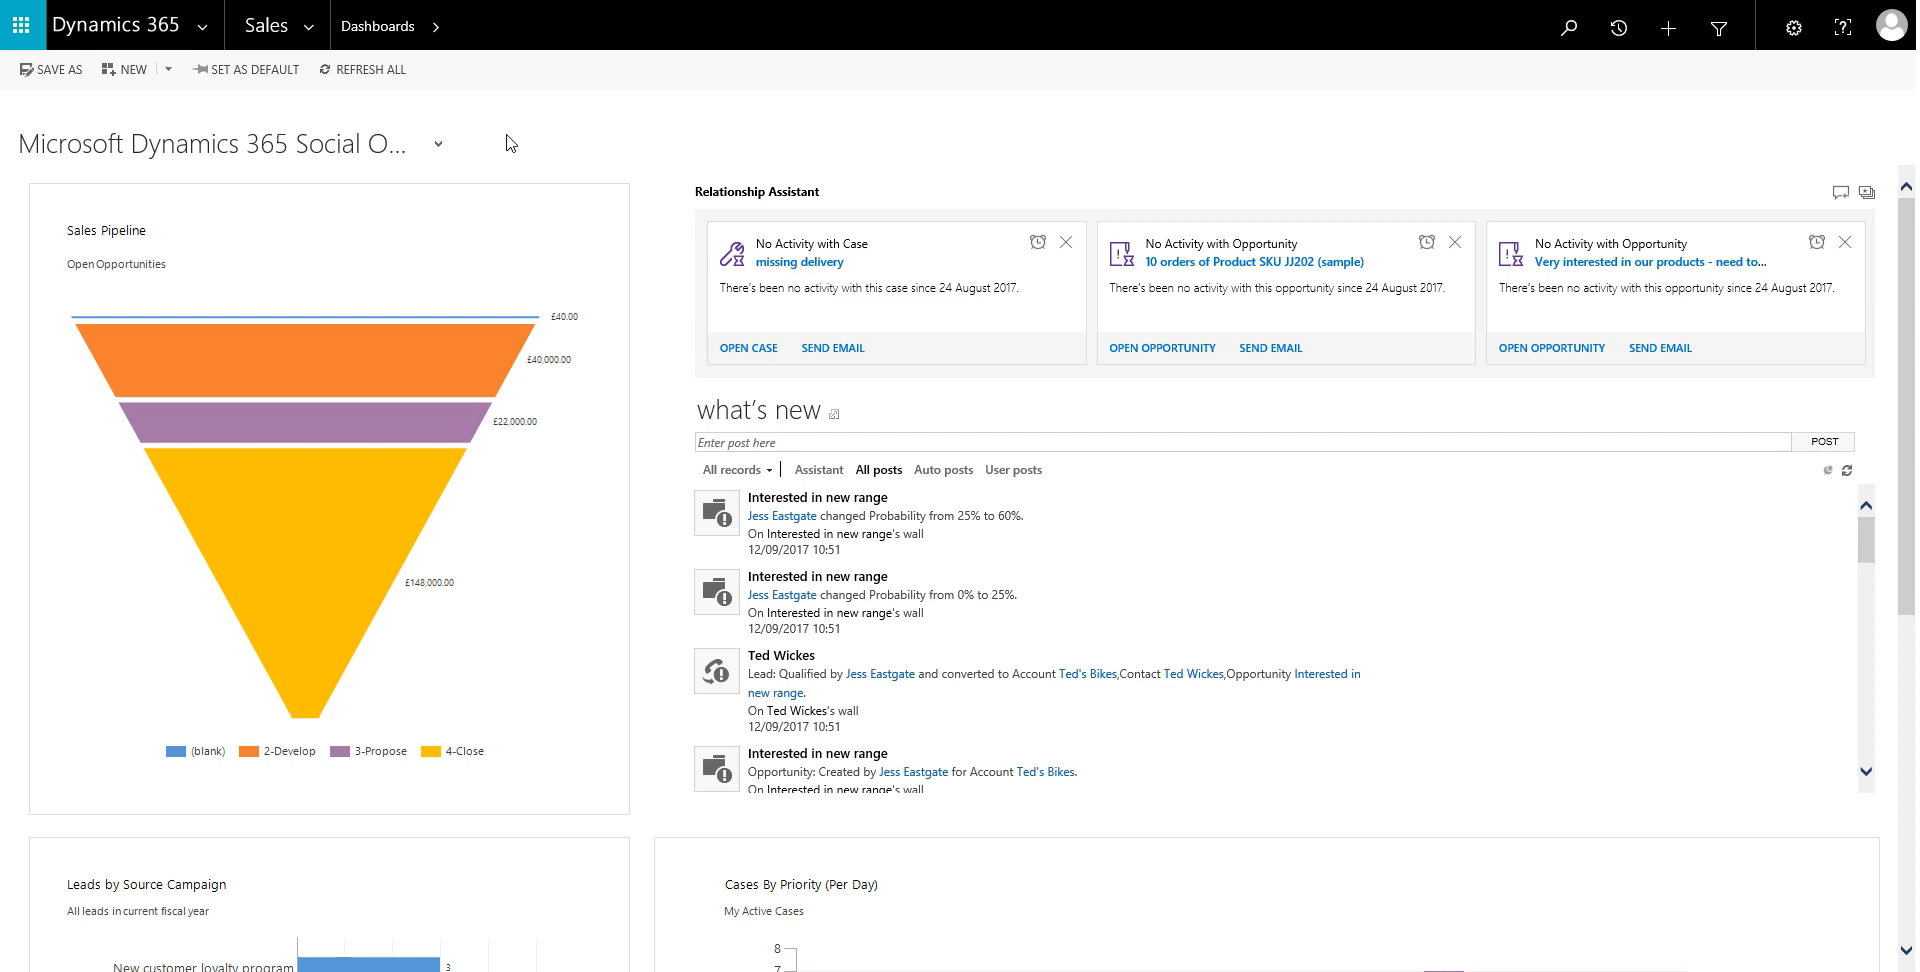 Dynamics 365
Sales
Dashboards
SAVE AS
NEW
SET AS DEFAULT
REFRESH ALL
Microsoft Dynamics 365 Social O...
Sales Pipeline
Open Opportunities
£40.00
£40,000.00
£22,000.00
£148,000.00
(blank)
2-Develop
3-Propose
4-Close
Relationship Assistant
No Activity with Case
missing delivery
There's been no activity with this case since 24 August 2017.
OPEN CASE
SEND EMAIL
No Activity with Opportunity
10 orders of Product SKU JJ202 (sample)
There's been no activity with this opportunity since 24 August 2017.
OPEN OPPORTUNITY
SEND EMAIL
No Activity with Opportunity
Very interested in our products - need to...
There's been no activity with this opportunity since 24 August 2017.
OPEN OPPORTUNITY
SEND EMAIL
what's new
Enter post here
POST
All records
Assistant
All posts
Auto posts
User posts
Interested in new range
Jess Eastgate changed Probability from 25% to 60%.
On Interested in new range's wall
12/09/2017 10:51
Interested in new range
Jess Eastgate changed Probability from 0% to 25%.
On Interested in new range's wall
12/09/2017 10:51
Ted Wickes
Lead: Qualified by Jess Eastgate and converted to Account Ted's Bikes,Contact Ted Wickes,Opportunity Interested in
new range.
On Ted Wickes's wall
12/09/2017 10:51
Interested in new range
Opportunity: Created by Jess Eastgate for Account Ted's Bikes.
On Interested in new range's wall
Leads by Source Campaign
All leads in current fiscal year
New customer loyalty program
3
Cases By Priority (Per Day)
My Active Cases
8
7